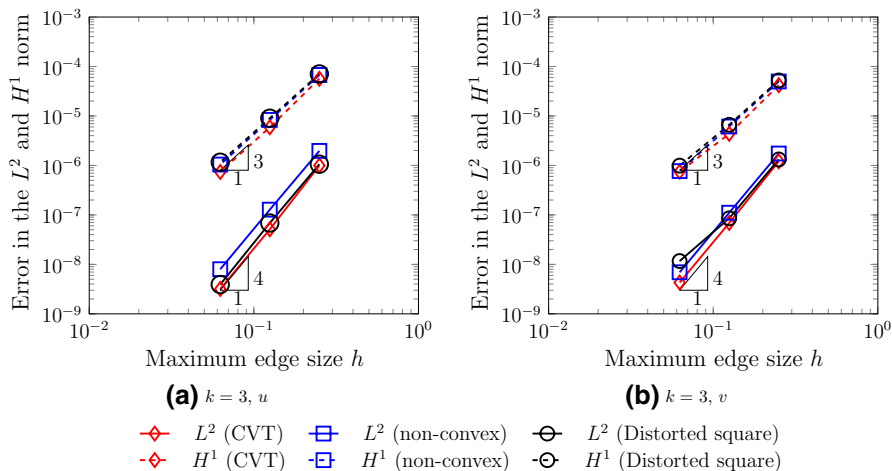 10^{-3}
10^{-4}
10^{-5}
10^{-6}
10^{-7}
10^{-8}
10^{-9}
Error in the L^2 and H^1 norm
3
1
4
1
10^{-2}
10^{-1}
10^0
Maximum edge size h
(a) k = 3, u
10^{-3}
10^{-4}
10^{-5}
10^{-6}
10^{-7}
10^{-8}
10^{-9}
Error in the L^2 and H^1 norm
3
1
4
1
10^{-2}
10^{-1}
10^0
Maximum edge size h
(b) k = 3, v
L^2 (CVT)
L^2 (non-convex)
L^2 (Distorted square)
H^1 (CVT)
H^1 (non-convex)
H^1 (Distorted square)